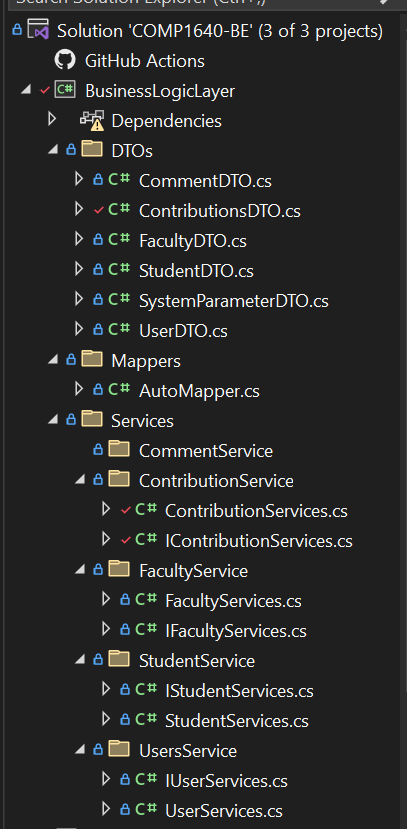 Search Solution Explorer (Ctrl+;)
Solution 'COMP1640-BE' (3 of 3 projects)
GitHub Actions
C# BusinessLogicLayer
Dependencies
DTOs
C# CommentDTO.cs
C# ContributionsDTO.cs
C# FacultyDTO.cs
C# StudentDTO.cs
C# SystemParameterDTO.cs
C# UserDTO.cs
Mappers
C# AutoMapper.cs
Services
CommentService
ContributionService
C# ContributionServices.cs
C# IContributionServices.cs
FacultyService
C# FacultyServices.cs
C# IFacultyServices.cs
StudentService
C# IStudentServices.cs
C# StudentServices.cs
UsersService
C# IUserServices.cs
C# UserServices.cs